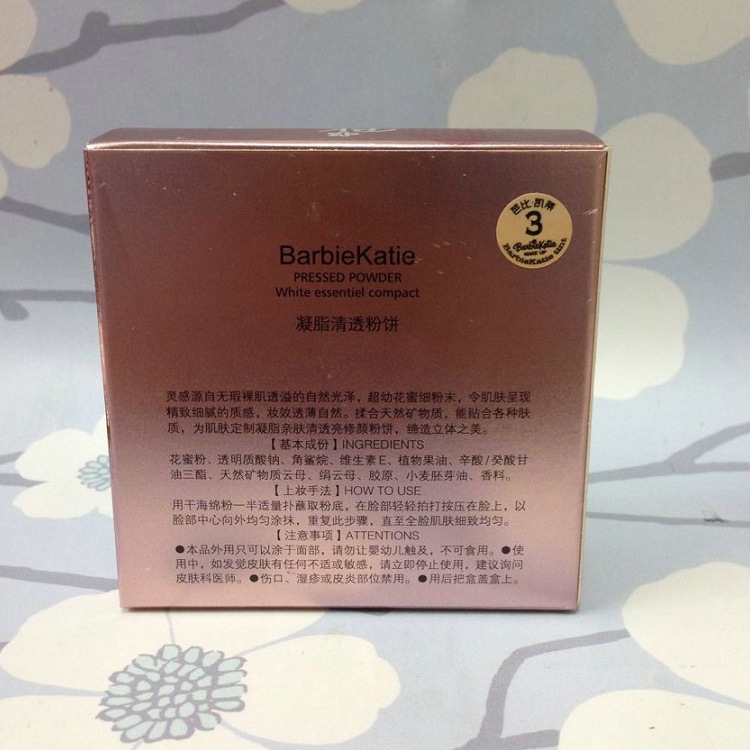 芭比·凯蒂
3
BarbieKatie
MAKE UP
BarbieKatie tint
BarbieKatie
PRESSED POWDER
White essentiel compact
凝脂清透粉饼
灵感源自无瑕裸肌透溢的自然光泽，超幼花蜜细粉末，令肌肤呈现
精致细腻的质感，妆效透薄自然。揉合天然矿物质，能贴合各种肤
质，为肌肤定制凝脂亲肤清透亮修颜粉饼，缔造立体之美。
【基本成份】INGREDIENTS
花蜜粉、透明质酸钠、角鲨烷、维生素E、植物果油、辛酸/癸酸甘
油三酯、天然矿物质云母、绢云母、胶原、小麦胚芽油、香料。
【上妆手法】HOW TO USE
用干海绵粉一半适量扑蘸取粉底，在脸部轻轻拍打按压在脸上，以
脸部中心向外均匀涂抹，重复此步骤，直至全脸肌肤细致均匀。
【注意事项】ATTENTIONS
●本品外用只可以涂于面部，请勿让婴幼儿触及，不可食用。●使
用中，如发觉皮肤有任何不适或敏感，请立即停止使用，建议询问
皮肤科医师。●伤口、湿疹或皮炎部位禁用。●用后把盒盖盒上。